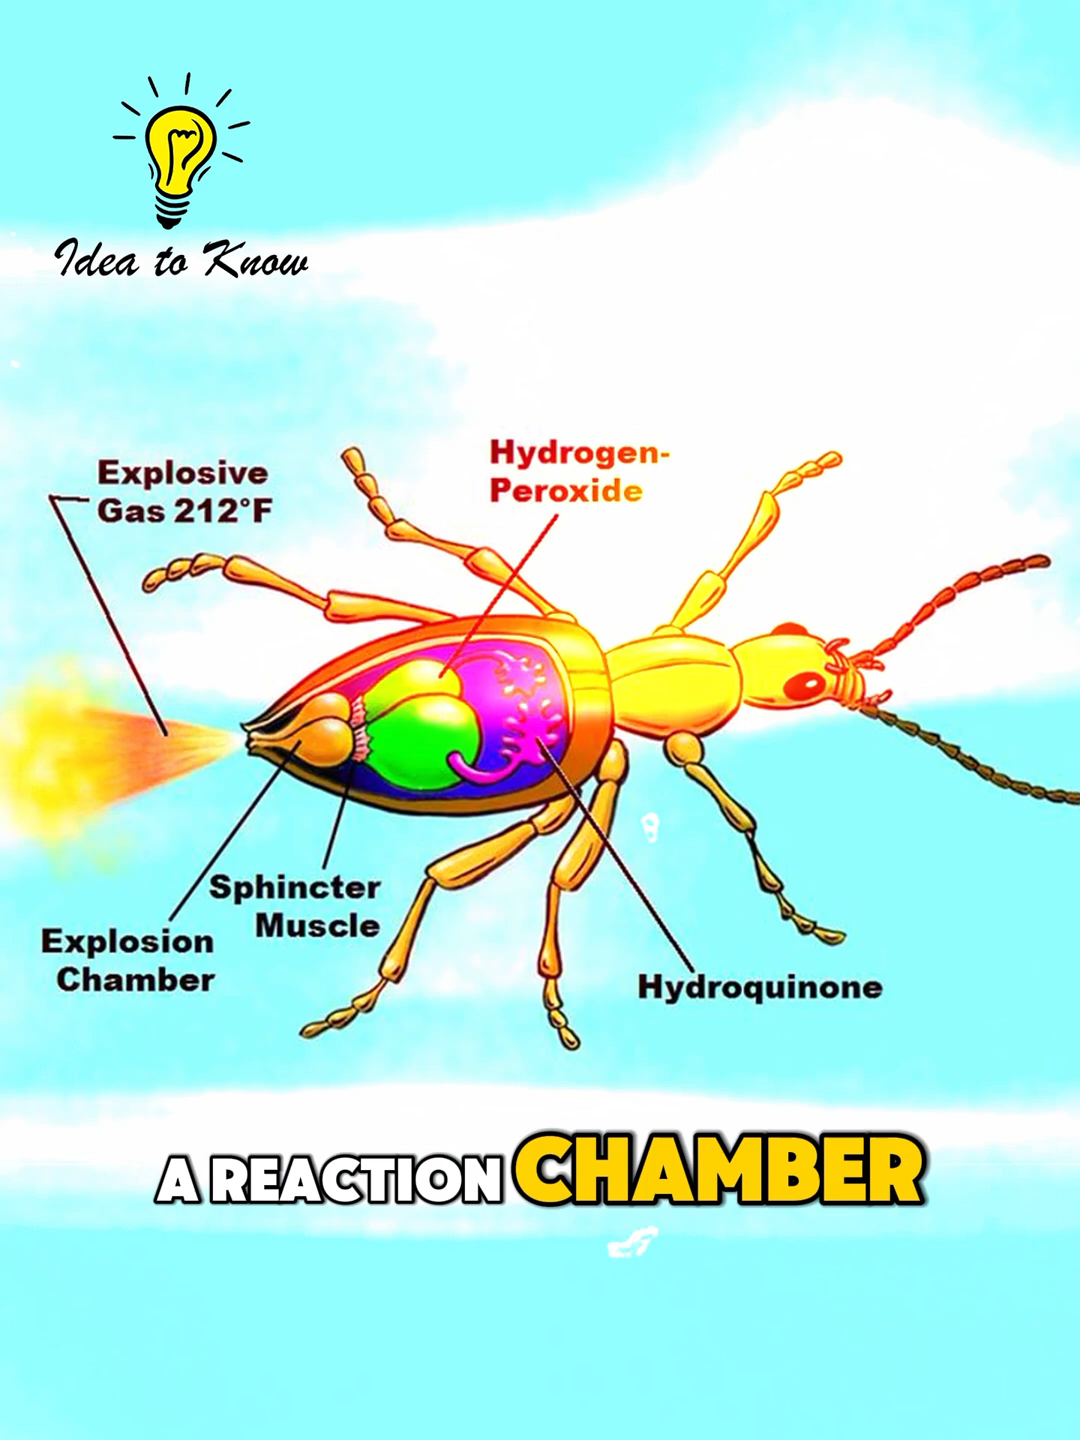 Idea to Know
Explosive
Gas 212°F
Hydrogen-
Peroxide
Sphincter
Muscle
Explosion
Chamber
Hydroquinone
A REACTION CHAMBER